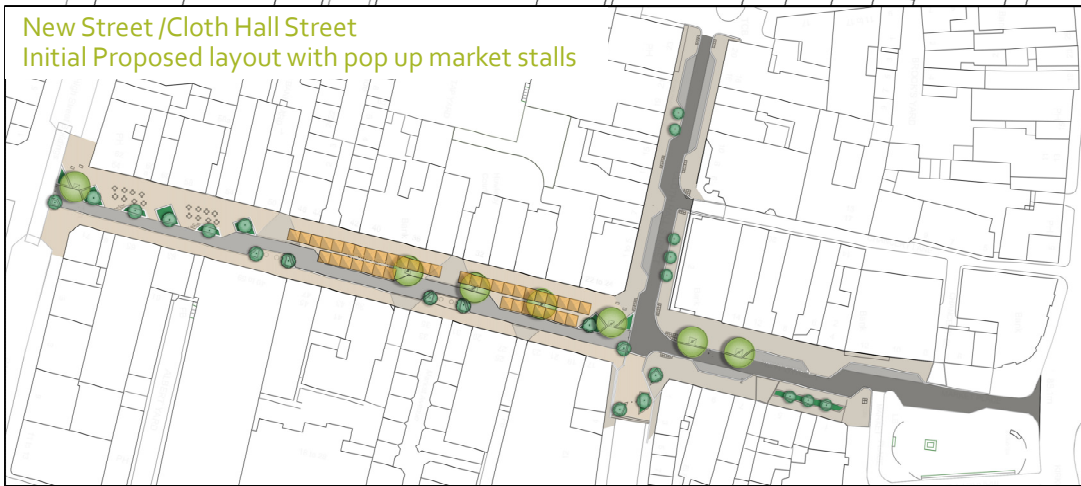 New Street /Cloth Hall Street
Initial Proposed layout with pop up market stalls